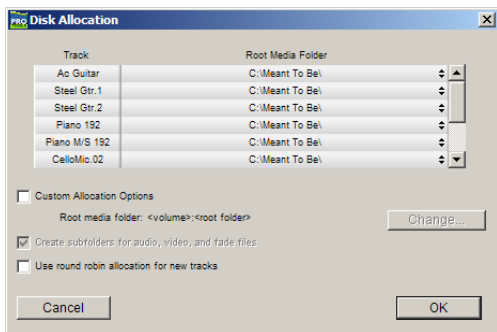 PRO Disk Allocation
Track Root Media Folder
Ac Guitar C:\Meant To Be\
Steel Gtr.1 C:\Meant To Be\
Steel Gtr.2 C:\Meant To Be\
Piano 192 C:\Meant To Be\
Piano M/S 192 C:\Meant To Be\
CelloMic.02 C:\Meant To Be\
Custom Allocation Options
Root media folder: <volume>:<root folder>
Change...
Create subfolders for audio, video, and fade files
Use round robin allocation for new tracks
Cancel OK